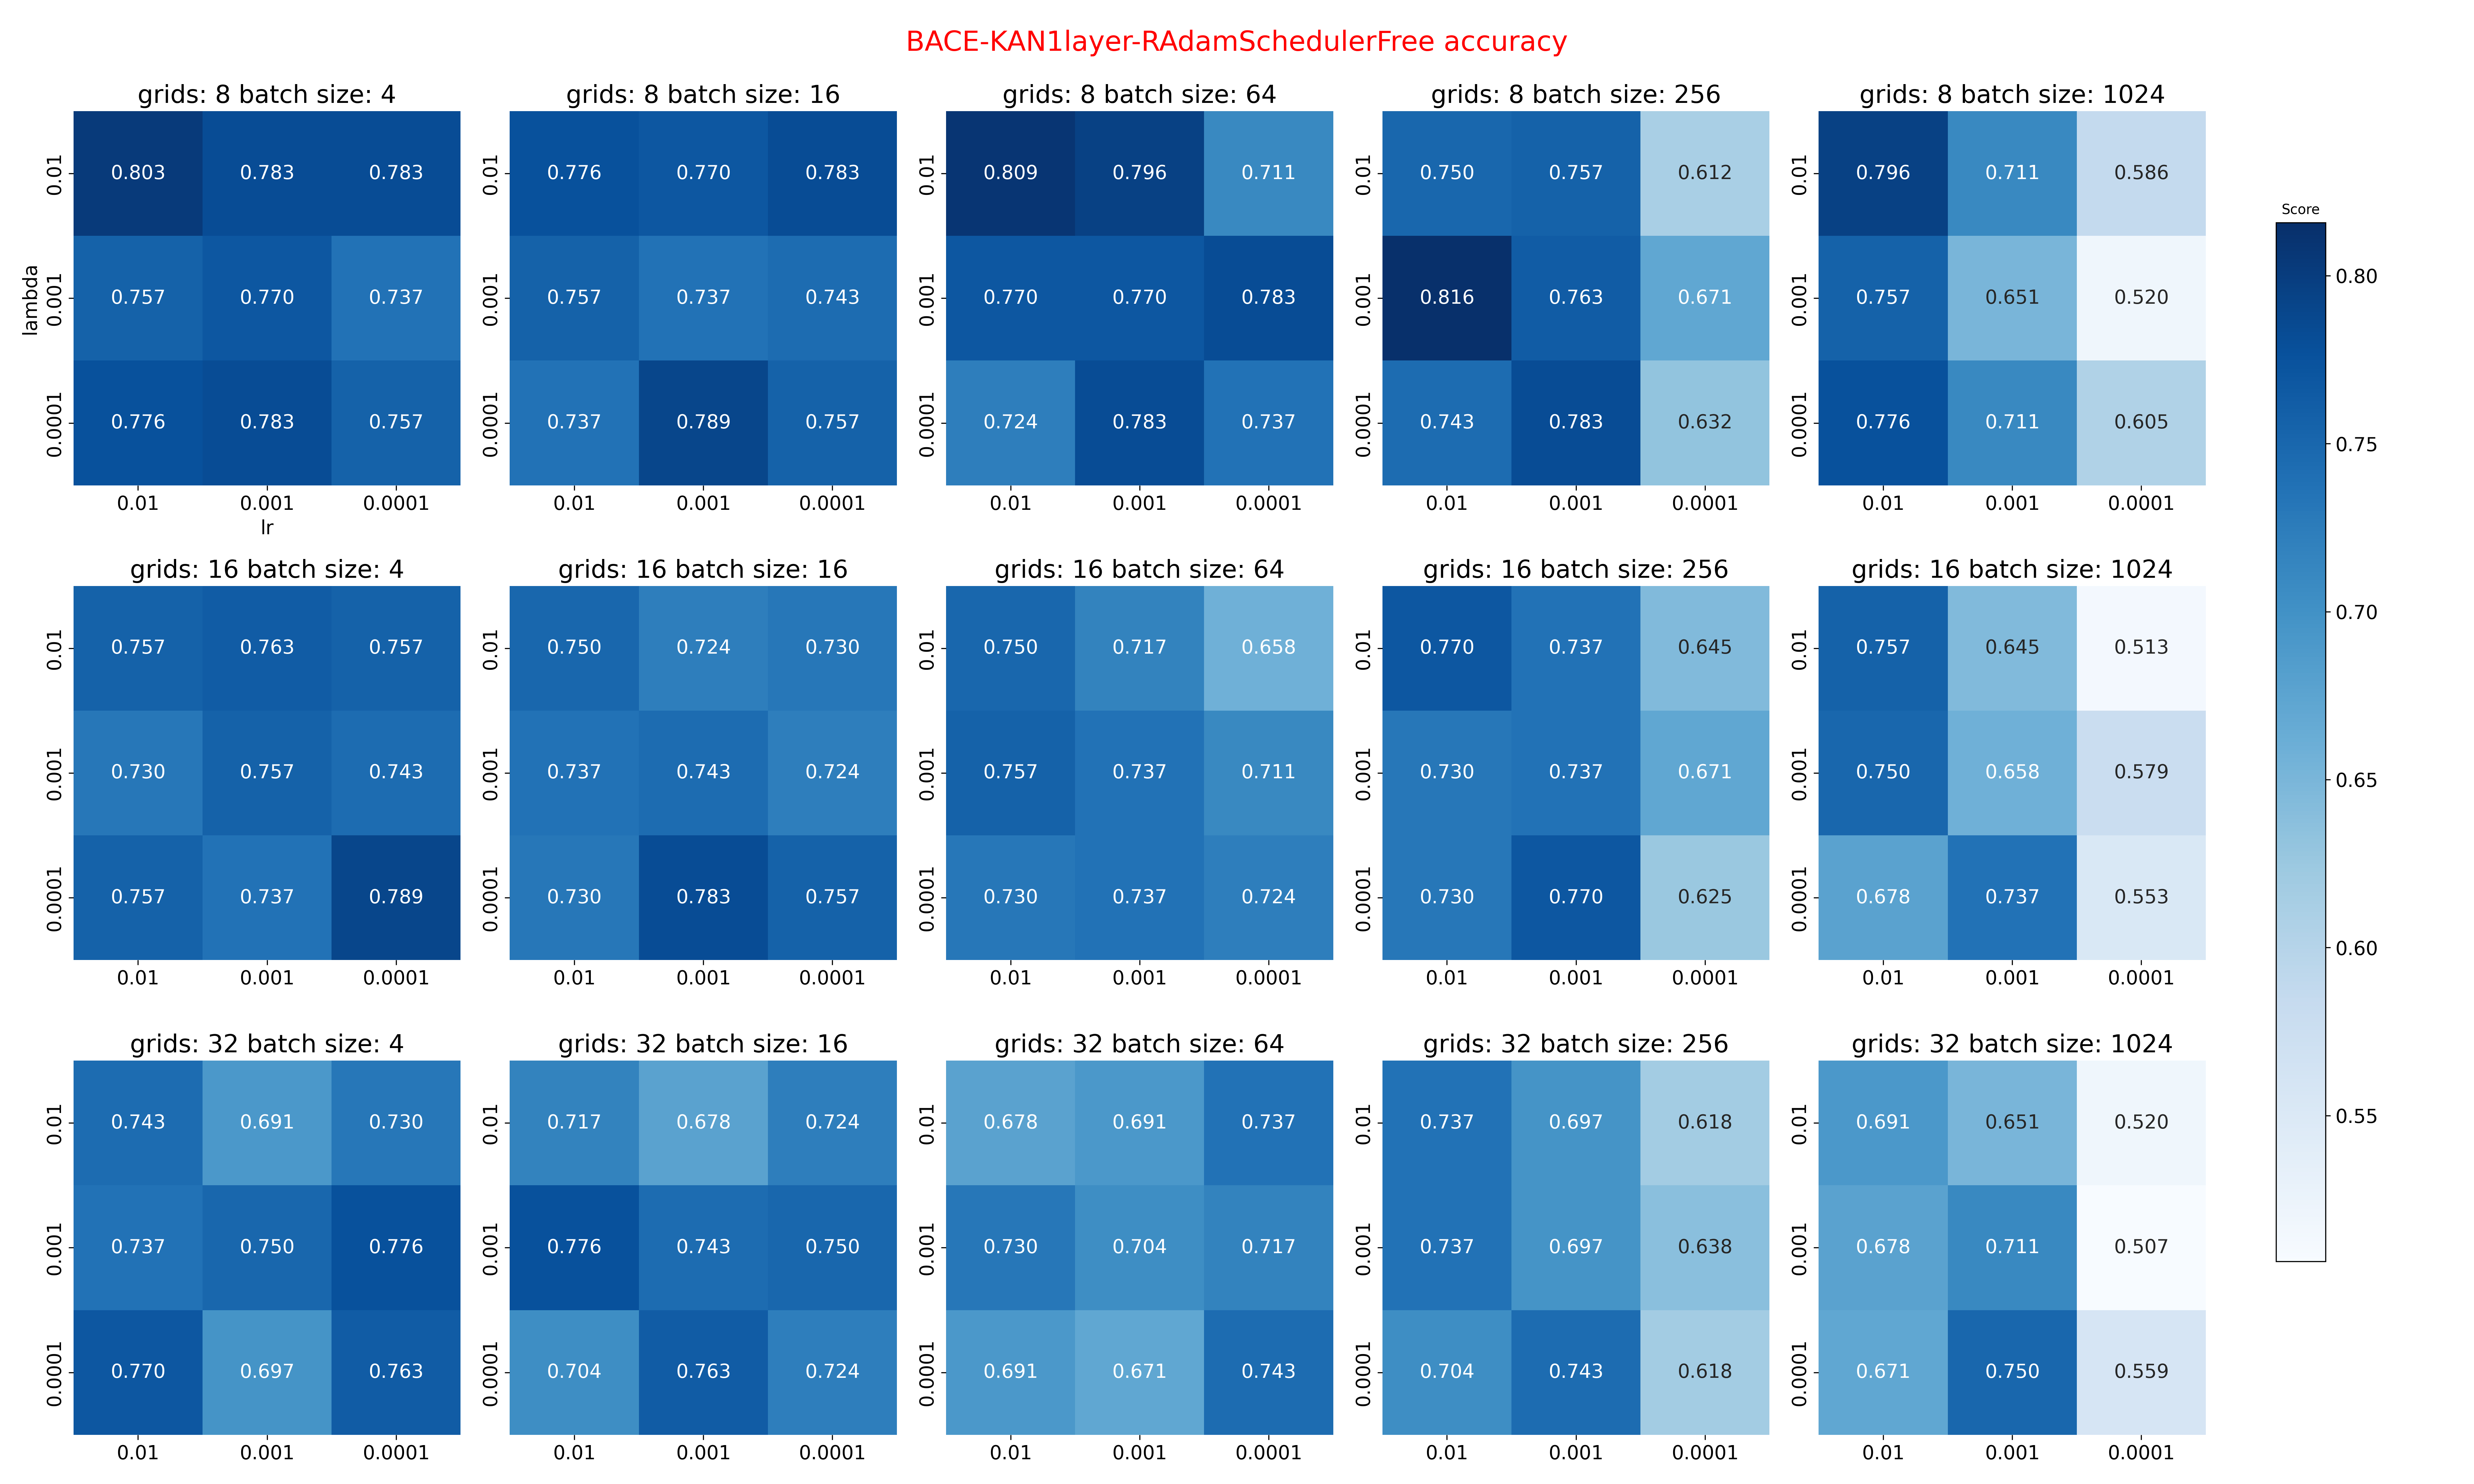 BACE-KAN1layer-RAdamSchedulerFree accuracy
grids: 8 batch size: 4
0.01 0.803 0.783 0.783
lambda
0.001 0.757 0.770 0.737
0.0001 0.776 0.783 0.757
0.01 0.001 0.0001
lr
grids: 8 batch size: 16
0.01 0.776 0.770 0.783
0.001 0.757 0.737 0.743
0.0001 0.737 0.789 0.757
0.01 0.001 0.0001
grids: 8 batch size: 64
0.01 0.809 0.796 0.711
0.001 0.770 0.770 0.783
0.0001 0.724 0.783 0.737
0.01 0.001 0.0001
grids: 8 batch size: 256
0.01 0.750 0.757 0.612
0.001 0.816 0.763 0.671
0.0001 0.743 0.783 0.632
0.01 0.001 0.0001
grids: 8 batch size: 1024
0.01 0.796 0.711 0.586
0.001 0.757 0.651 0.520
0.0001 0.776 0.711 0.605
0.01 0.001 0.0001
grids: 16 batch size: 4
0.01 0.757 0.763 0.757
0.001 0.730 0.757 0.743
0.0001 0.757 0.737 0.789
0.01 0.001 0.0001
grids: 16 batch size: 16
0.01 0.750 0.724 0.730
0.001 0.737 0.743 0.724
0.0001 0.730 0.783 0.757
0.01 0.001 0.0001
grids: 16 batch size: 64
0.01 0.750 0.717 0.658
0.001 0.757 0.737 0.711
0.0001 0.730 0.737 0.724
0.01 0.001 0.0001
grids: 16 batch size: 256
0.01 0.770 0.737 0.645
0.001 0.730 0.737 0.671
0.0001 0.730 0.770 0.625
0.01 0.001 0.0001
grids: 16 batch size: 1024
0.01 0.757 0.645 0.513
0.001 0.750 0.658 0.579
0.0001 0.678 0.737 0.553
0.01 0.001 0.0001
grids: 32 batch size: 4
0.01 0.743 0.691 0.730
0.001 0.737 0.750 0.776
0.0001 0.770 0.697 0.763
0.01 0.001 0.0001
grids: 32 batch size: 16
0.01 0.717 0.678 0.724
0.001 0.776 0.743 0.750
0.0001 0.704 0.763 0.724
0.01 0.001 0.0001
grids: 32 batch size: 64
0.01 0.678 0.691 0.737
0.001 0.730 0.704 0.717
0.0001 0.691 0.671 0.743
0.01 0.001 0.0001
grids: 32 batch size: 256
0.01 0.737 0.697 0.618
0.001 0.737 0.697 0.638
0.0001 0.704 0.743 0.618
0.01 0.001 0.0001
grids: 32 batch size: 1024
0.01 0.691 0.651 0.520
0.001 0.678 0.711 0.507
0.0001 0.671 0.750 0.559
0.01 0.001 0.0001
Score
0.80
0.75
0.70
0.65
0.60
0.55